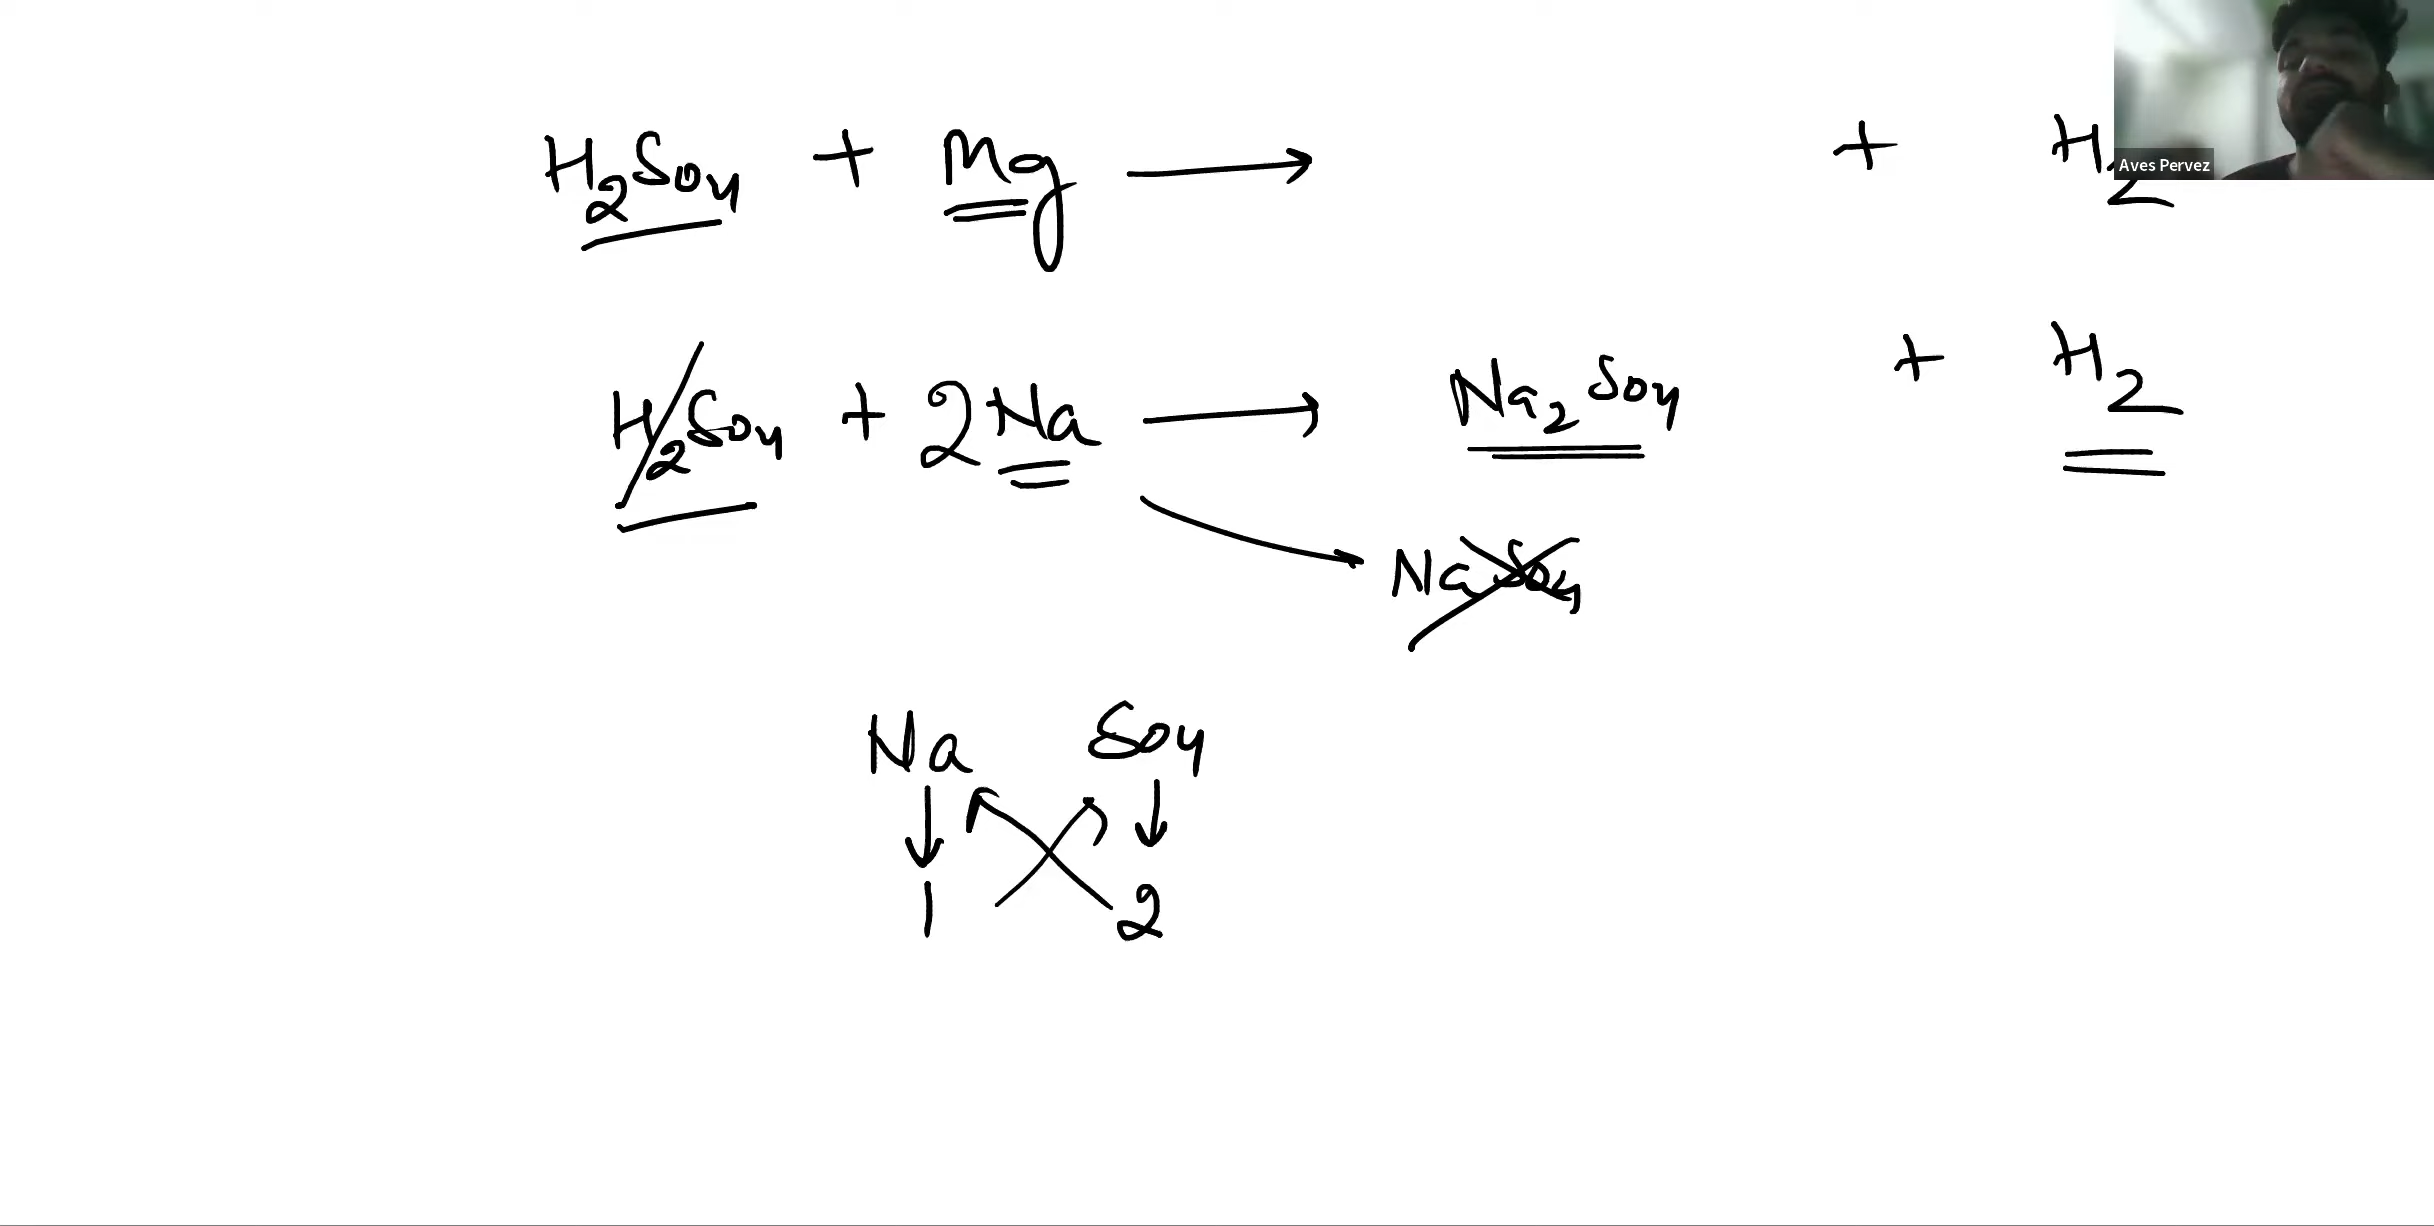 H2So4 + Mg ⟶ + H2
Aves Pervez
H2So4 + 2Na ⟶ Na2So4 + H2
NaSo4
Na So4
↓ ↓
1 2